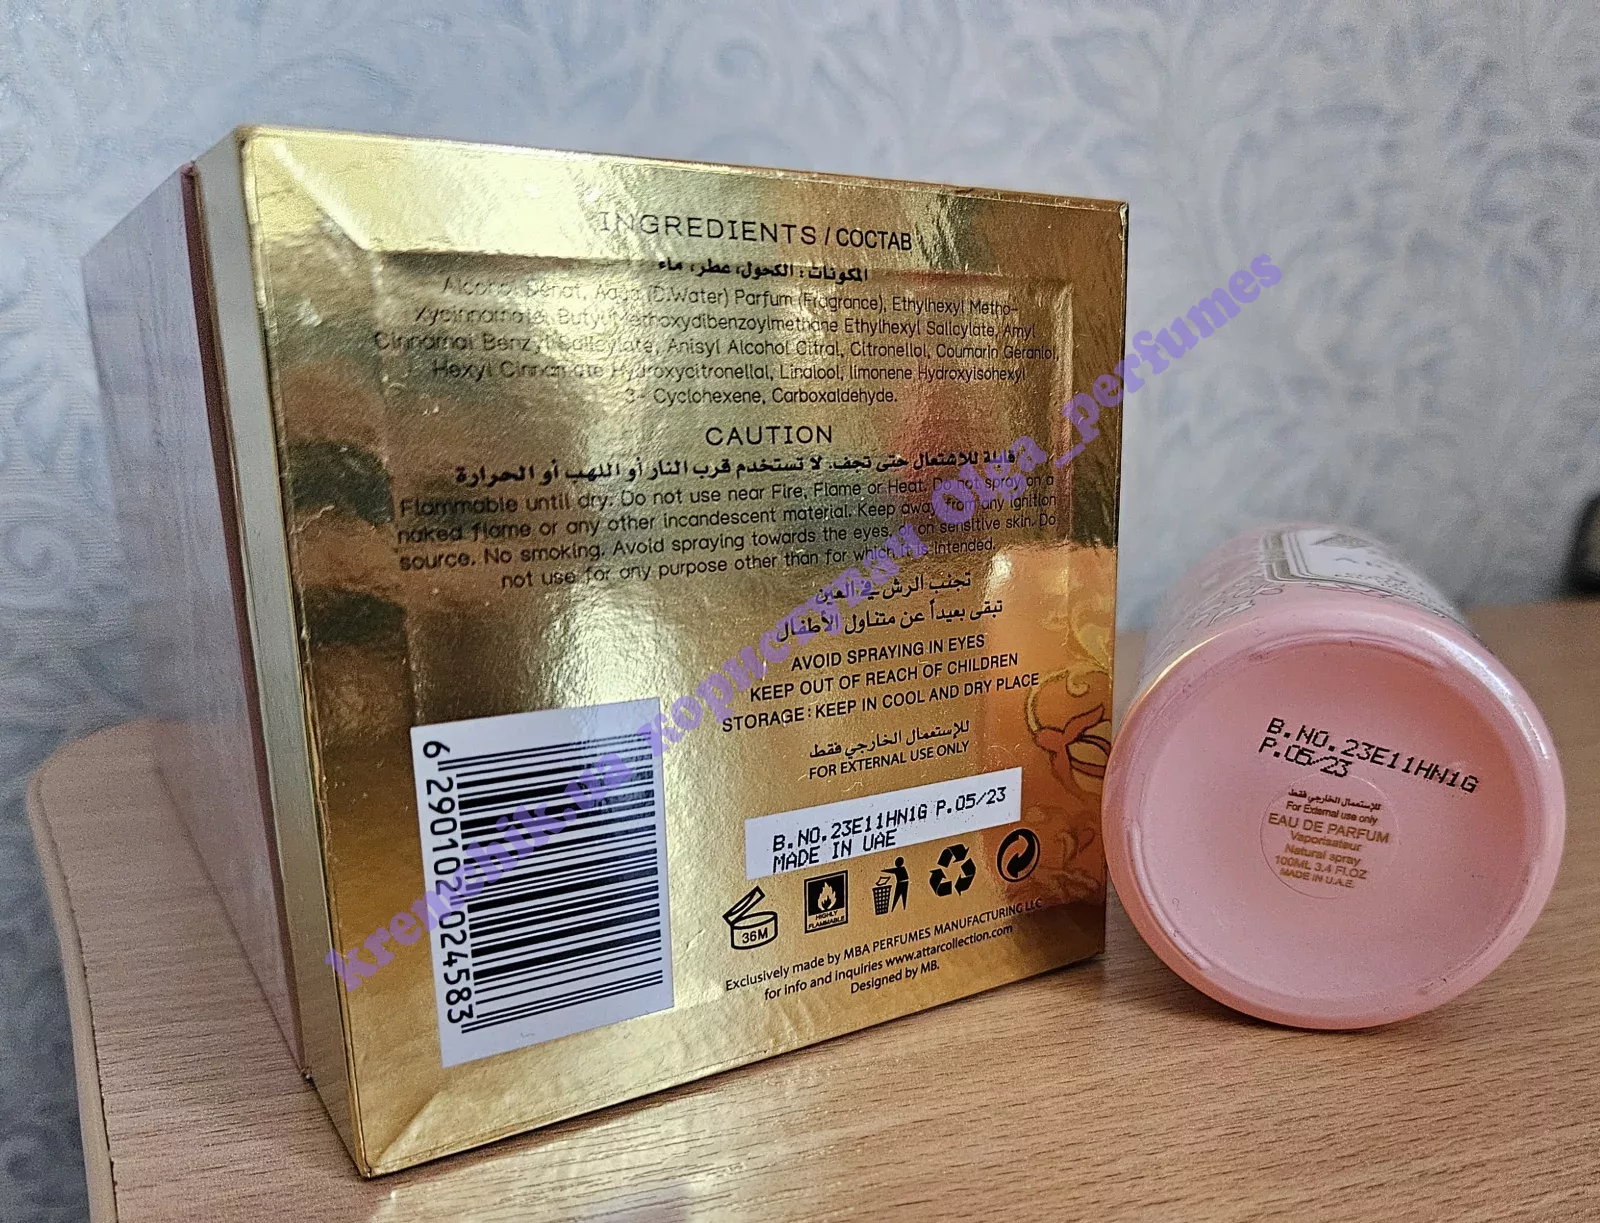 INGREDIENTS / COCTAB
المكونات: الكحول، عطر، ماء
Alcohol Denat, Aqua (D.Water) Parfum (Fragrance), Ethylhexyl Metho-
Xycinnamate, Butyl Methoxydibenzoylmethane Ethylhexyl Salicylate, Amyl
Cinnamal Benzyl Salicylate, Anisyl Alcohol Citral, Citronellol, Coumarin Geraniol,
Hexyl Cinnamate Hydroxycitronellal, Linalool, limonene Hydroxyisohexyl
3- Cyclohexene, Carboxaldehyde.
CAUTION
قابلة للاشتعال حتى تجف. لا تستخدم قرب النار أو اللهب أو الحرارة
Flammable until dry. Do not use near Fire, Flame or Heat. Do not spray on a
naked flame or any other incandescent material. Keep away from any ignition
source. No smoking. Avoid spraying towards the eyes, or on sensitive skin. Do
not use for any purpose other than for which it is intended.
تجنب الرش في العين
تبقى بعيداً عن متناول الأطفال
AVOID SPRAYING IN EYES
KEEP OUT OF REACH OF CHILDREN
STORAGE: KEEP IN COOL AND DRY PLACE
للإستعمال الخارجي فقط
FOR EXTERNAL USE ONLY
B.NO.23E11HN1G P.05/23
MADE IN UAE
36M
HIGHLY
FLAMMABLE
Exclusively made by MBA PERFUMES MANUFACTURING LLC
for info and inquiries www.attarcollection.com
Designed by MB.
6 290102 024583
B.NO.23E11HN1G
P.05/23
للإستعمال الخارجي فقط
For External use only
EAU DE PARFUM
Vaporisateur
Natural spray
100ML 3.4 FLOZ
MADE IN U.A.E.
kremchik.ua користувач Olga_perfumes